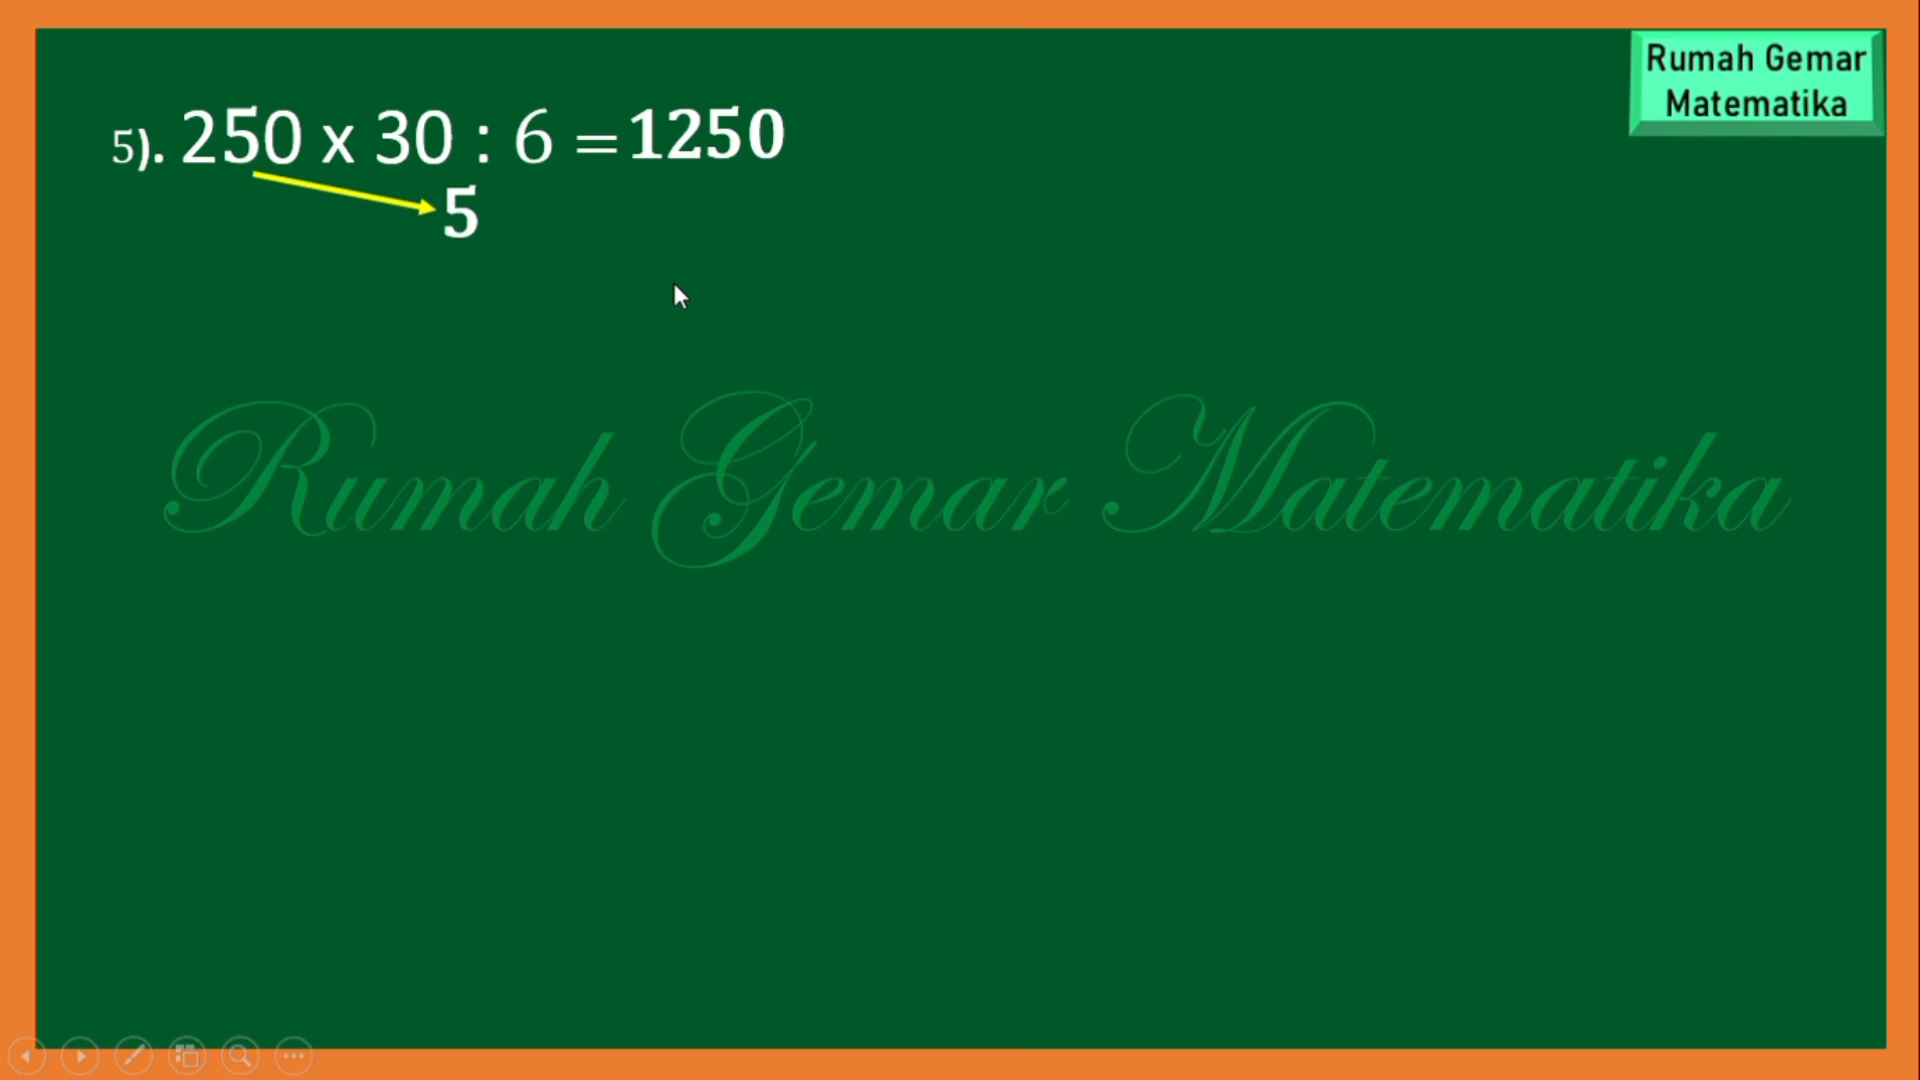 Rumah Gemar
Matematika
5). 250 x 30 : 6 = 1250
5
Rumah Gemar Matematika